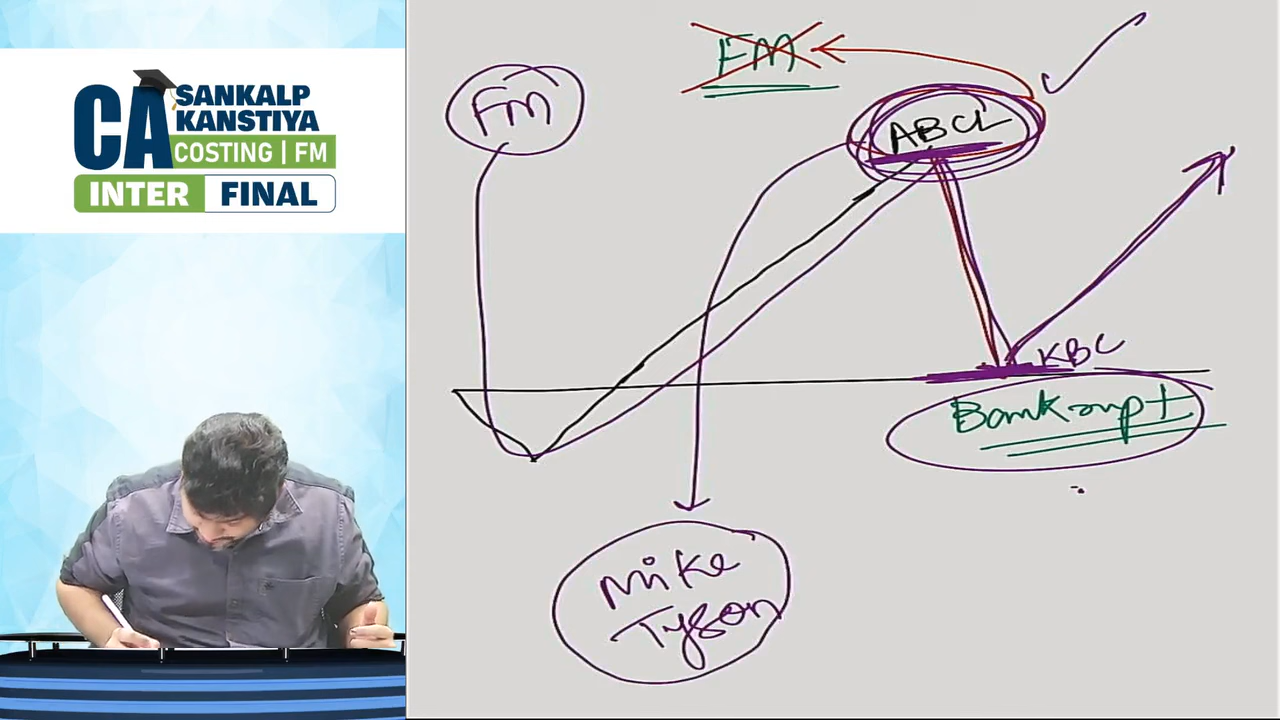 CA
SANKALP
KANSTIYA
COSTING | FM
INTER FINAL
FM
FM
ABCL
KBC
Bankrupt
Mike
Tyson